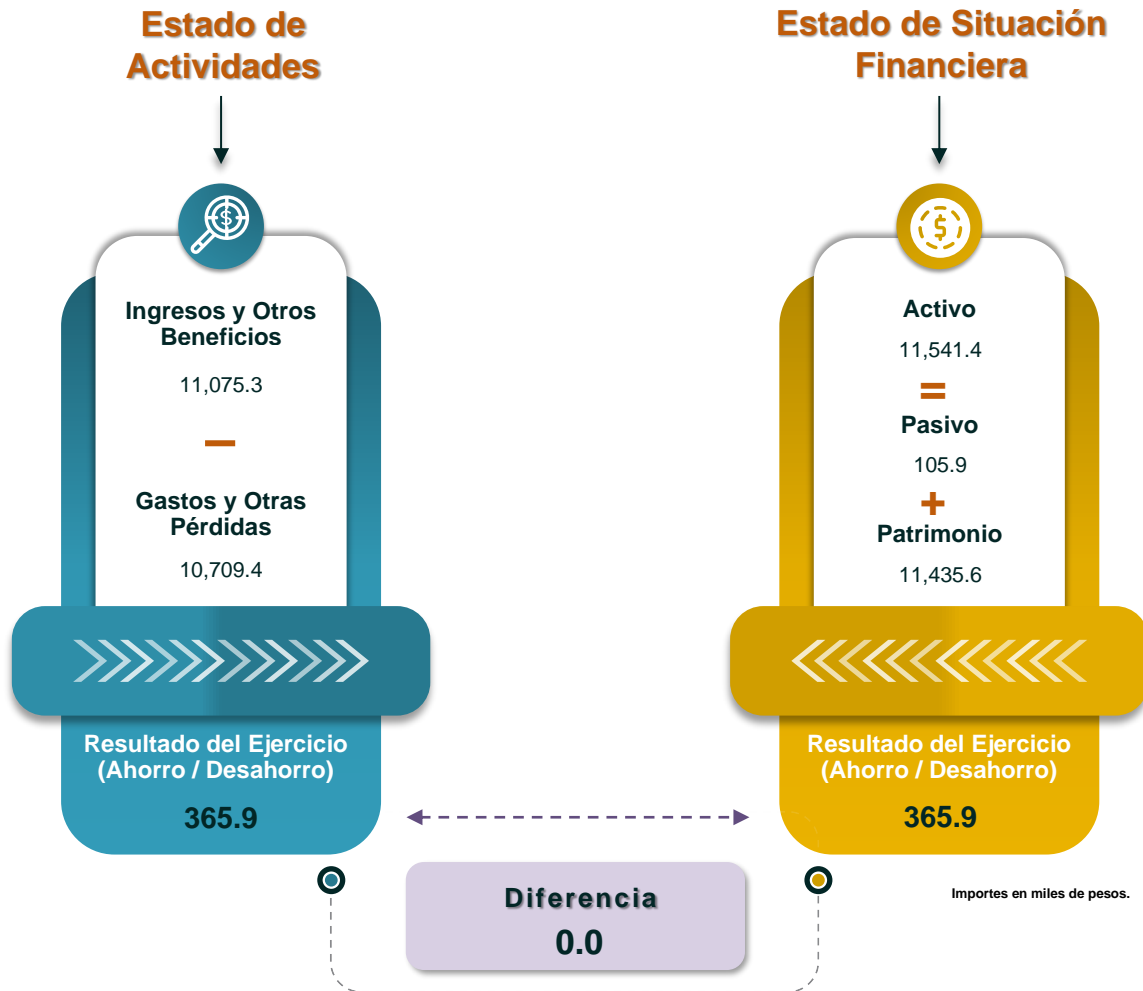 Estado de
Actividades
Ingresos y Otros
Beneficios
11,075.3
−
Gastos y Otras
Pérdidas
10,709.4
Resultado del Ejercicio
(Ahorro / Desahorro)
365.9
Estado de Situación
Financiera
$
Activo
11,541.4
=
Pasivo
105.9
+
Patrimonio
11,435.6
Resultado del Ejercicio
(Ahorro / Desahorro)
365.9
Diferencia
0.0
Importes en miles de pesos.